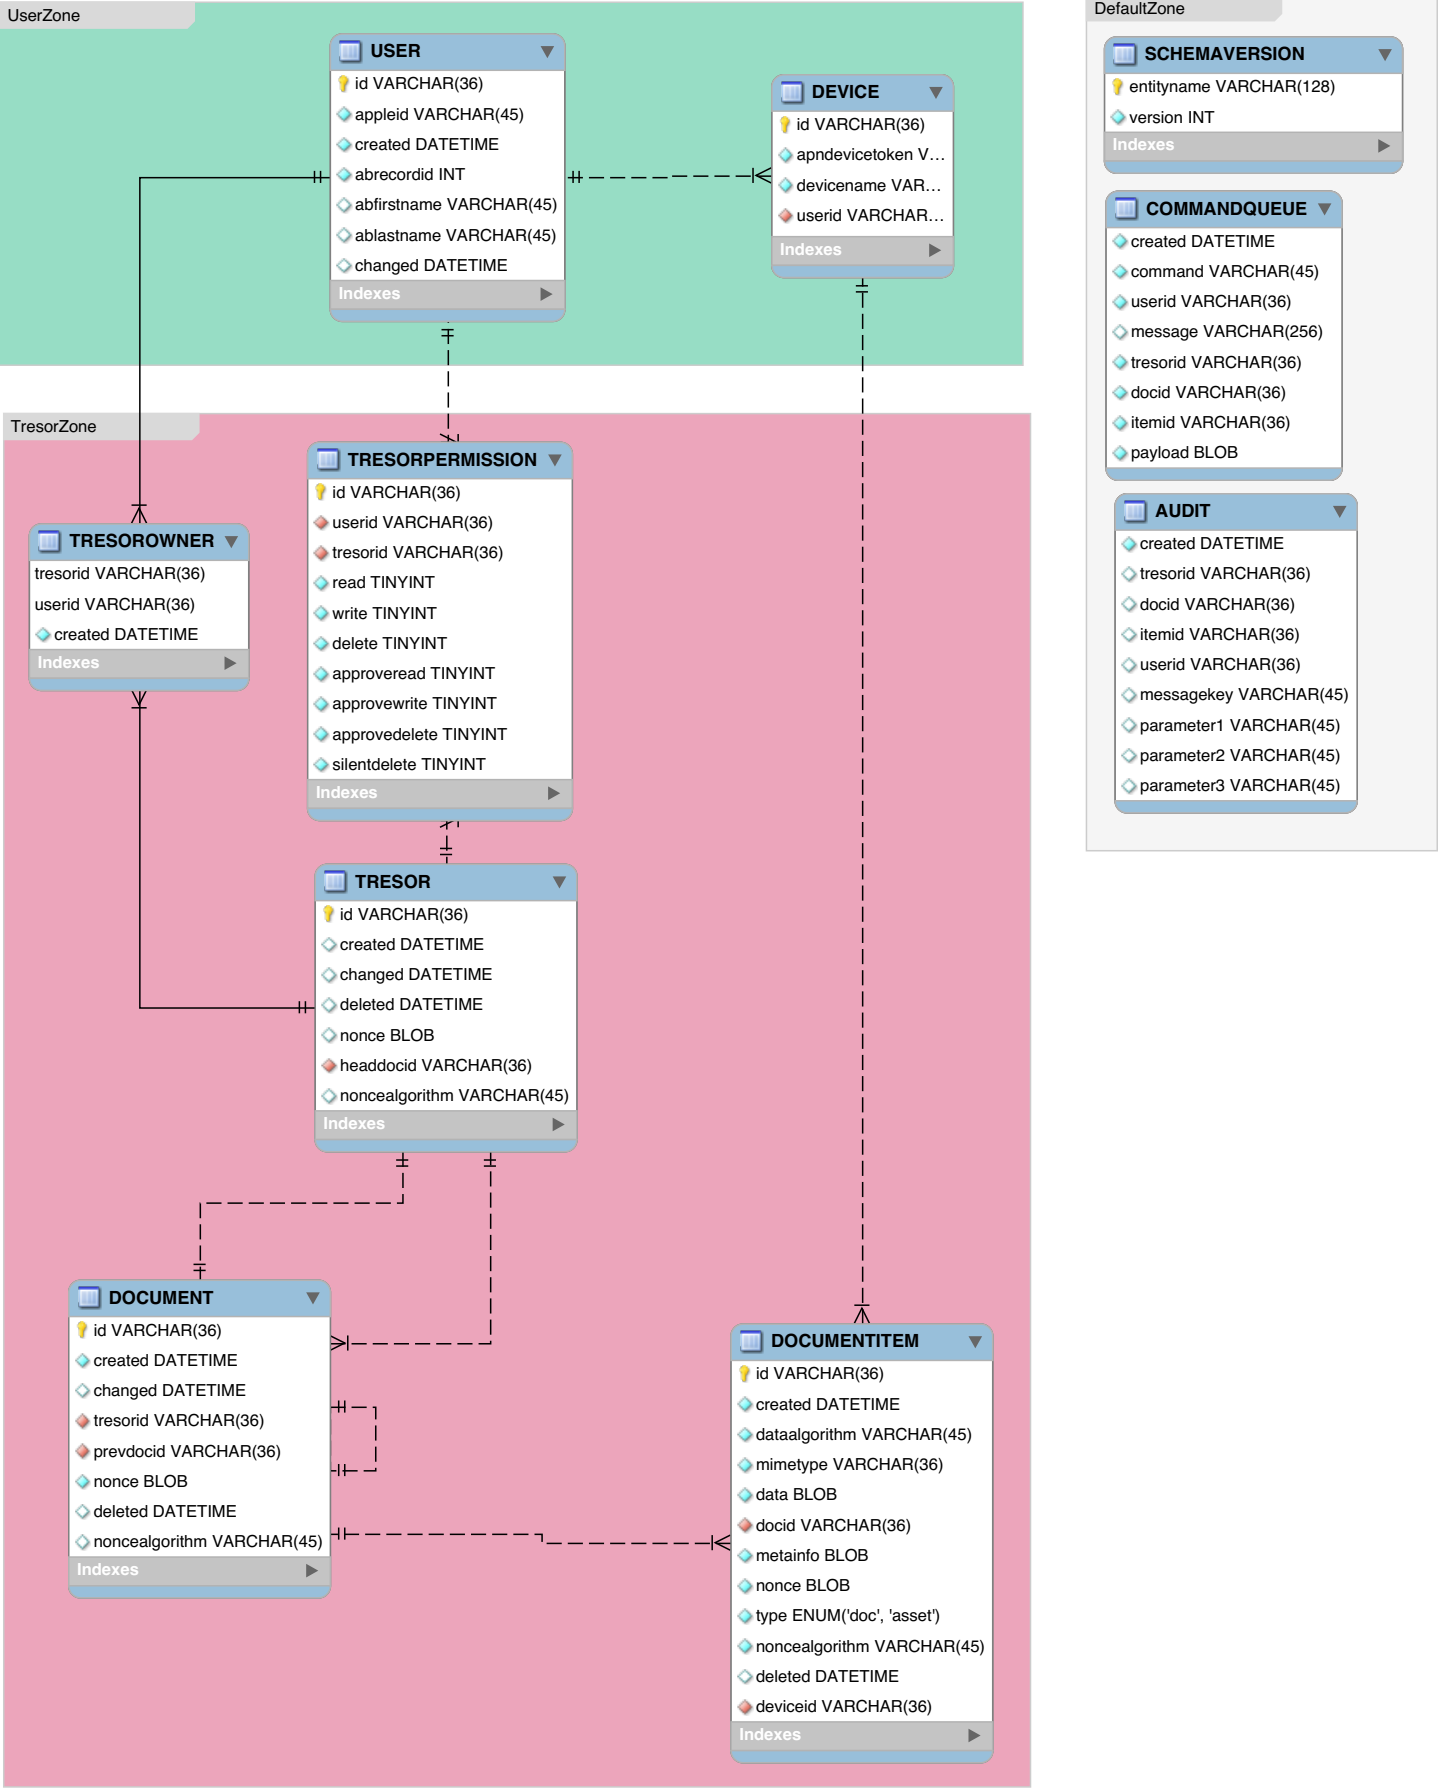 UserZone
USER
id VARCHAR(36)
appleid VARCHAR(45)
created DATETIME
abrecordid INT
abfirstname VARCHAR(45)
ablastname VARCHAR(45)
changed DATETIME
Indexes
DEVICE
id VARCHAR(36)
apndevicetoken V...
devicename VAR...
userid VARCHAR...
Indexes
TresorZone
TRESOROWNER
tresorid VARCHAR(36)
userid VARCHAR(36)
created DATETIME
Indexes
TRESORPERMISSION
id VARCHAR(36)
userid VARCHAR(36)
tresorid VARCHAR(36)
read TINYINT
write TINYINT
delete TINYINT
approveread TINYINT
approvewrite TINYINT
approvedelete TINYINT
silentdelete TINYINT
Indexes
TRESOR
id VARCHAR(36)
created DATETIME
changed DATETIME
deleted DATETIME
nonce BLOB
headdocid VARCHAR(36)
noncealgorithm VARCHAR(45)
Indexes
DOCUMENT
id VARCHAR(36)
created DATETIME
changed DATETIME
tresorid VARCHAR(36)
prevdocid VARCHAR(36)
nonce BLOB
deleted DATETIME
noncealgorithm VARCHAR(45)
Indexes
DOCUMENTITEM
id VARCHAR(36)
created DATETIME
dataalgorithm VARCHAR(45)
mimetype VARCHAR(36)
data BLOB
docid VARCHAR(36)
metainfo BLOB
nonce BLOB
type ENUM('doc', 'asset')
noncealgorithm VARCHAR(45)
deleted DATETIME
deviceid VARCHAR(36)
Indexes
DefaultZone
SCHEMAVERSION
entityname VARCHAR(128)
version INT
Indexes
COMMANDQUEUE
created DATETIME
command VARCHAR(45)
userid VARCHAR(36)
message VARCHAR(256)
tresorid VARCHAR(36)
docid VARCHAR(36)
itemid VARCHAR(36)
payload BLOB
AUDIT
created DATETIME
tresorid VARCHAR(36)
docid VARCHAR(36)
itemid VARCHAR(36)
userid VARCHAR(36)
messagekey VARCHAR(45)
parameter1 VARCHAR(45)
parameter2 VARCHAR(45)
parameter3 VARCHAR(45)